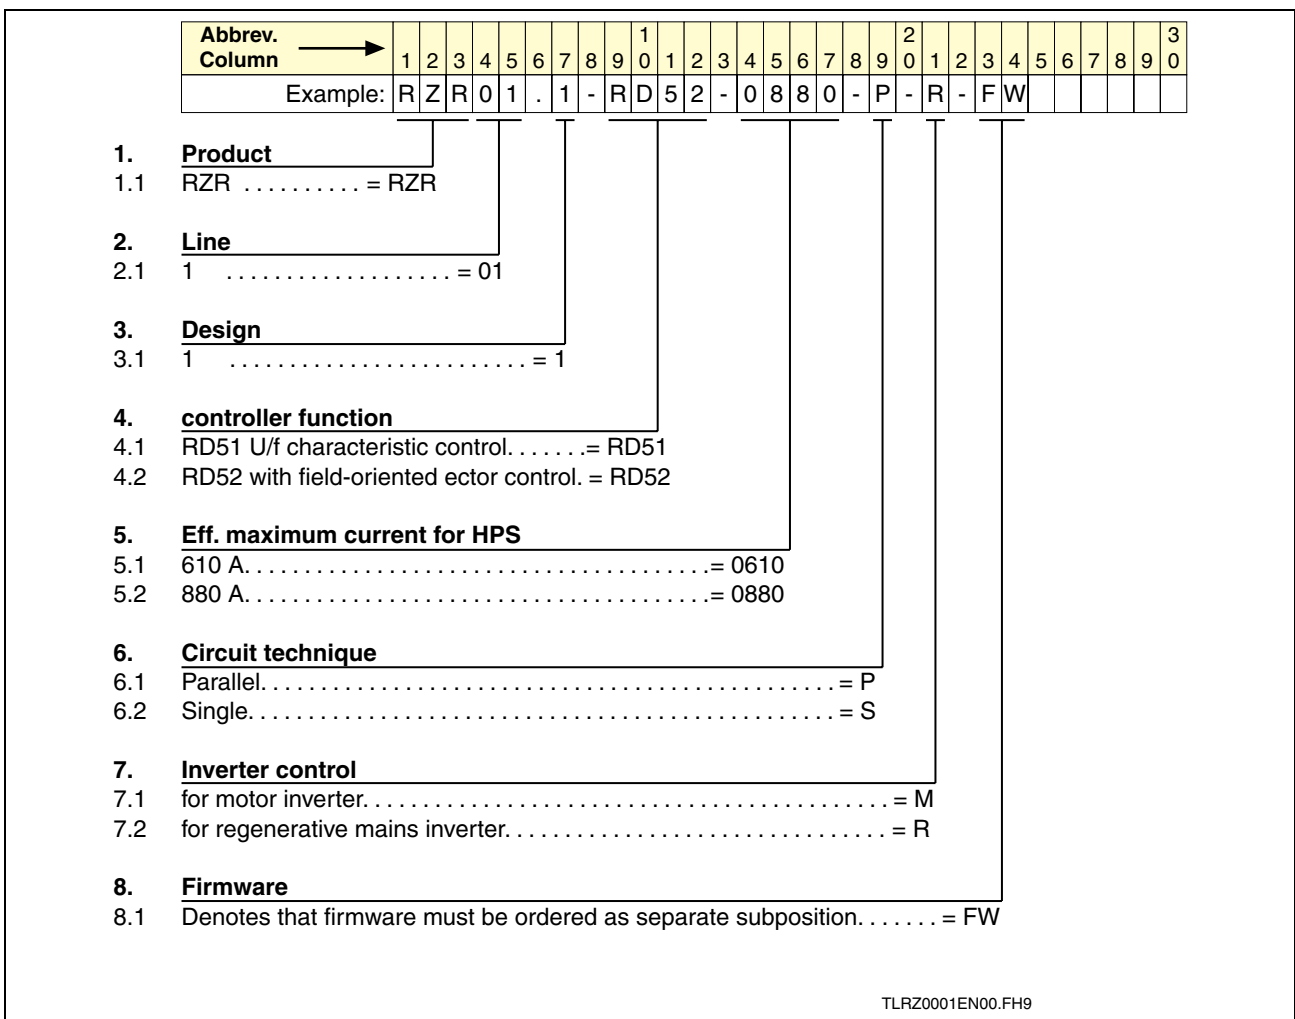 Abbrev. 1 2 3
Column 1 2 3 4 5 6 7 8 9 0 1 2 3 4 5 6 7 8 9 0 1 2 3 4 5 6 7 8 9 0
Example: R Z R 0 1 . 1 - R D 5 2 - 0 8 8 0 - P - R - F W
1. Product
1.1 RZR . . . . . . . . . . = RZR
2. Line
2.1 1 . . . . . . . . . . . . . . . . . . . = 01
3. Design
3.1 1 . . . . . . . . . . . . . . . . . . . . . . . . . = 1
4. controller function
4.1 RD51 U/f characteristic control. . . . . . .= RD51
4.2 RD52 with field-oriented ector control. = RD52
5. Eff. maximum current for HPS
5.1 610 A. . . . . . . . . . . . . . . . . . . . . . . . . . . . . . . . . . . . . . .= 0610
5.2 880 A. . . . . . . . . . . . . . . . . . . . . . . . . . . . . . . . . . . . . . .= 0880
6. Circuit technique
6.1 Parallel. . . . . . . . . . . . . . . . . . . . . . . . . . . . . . . . . . . . . . . . . . . . . . . . = P
6.2 Single. . . . . . . . . . . . . . . . . . . . . . . . . . . . . . . . . . . . . . . . . . . . . . . . . = S
7. Inverter control
7.1 for motor inverter. . . . . . . . . . . . . . . . . . . . . . . . . . . . . . . . . . . . . . . . . . . . = M
7.2 for regenerative mains inverter. . . . . . . . . . . . . . . . . . . . . . . . . . . . . . . . = R
8. Firmware
8.1 Denotes that firmware must be ordered as separate subposition. . . . . . . = FW
TLRZ0001EN00.FH9